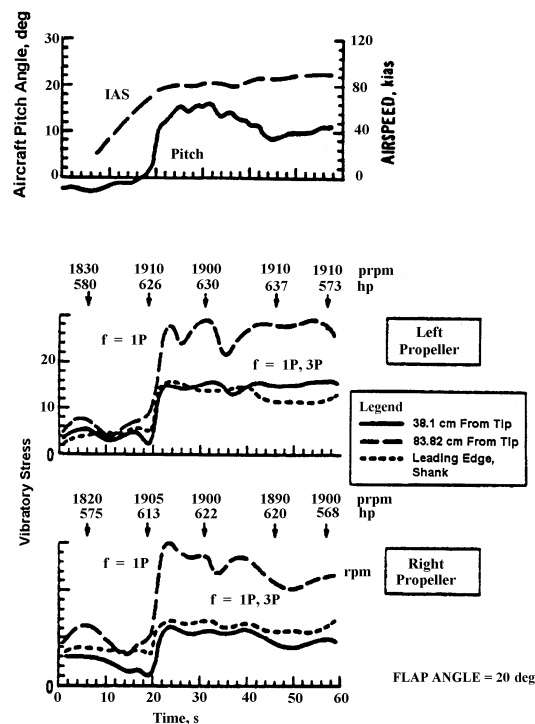 Aircraft Pitch Angle, deg
30
20
10
0
IAS
Pitch
120
80
40
0
AIRSPEED, kias
1830 1910 1900 1910 1910 prpm
580 626 630 637 573 hp
f = 1P
f = 1P, 3P
20
10
0
Left
Propeller
Legend
38.1 cm From Tip
83.82 cm From Tip
Leading Edge,
Shank
Vibratory Stress
1820 1905 1900 1890 1900 prpm
575 613 622 620 568 hp
f = 1P
f = 1P, 3P
rpm
Right
Propeller
0
0 10 20 30 40 50 60
Time, s
FLAP ANGLE = 20 deg